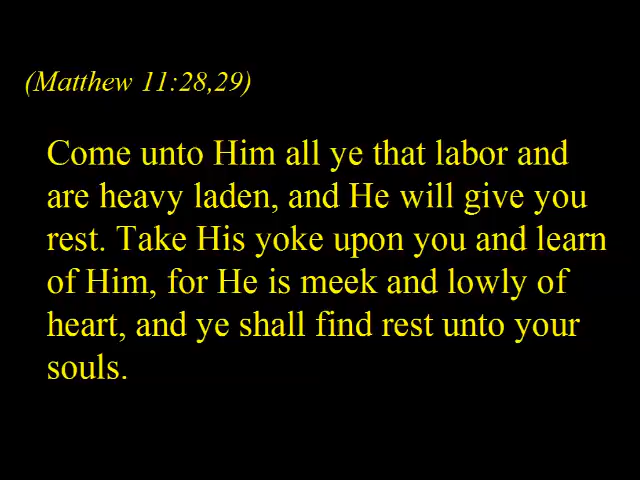 (Matthew 11:28,29)
Come unto Him all ye that labor and
are heavy laden, and He will give you
rest. Take His yoke upon you and learn
of Him, for He is meek and lowly of
heart, and ye shall find rest unto your
souls.